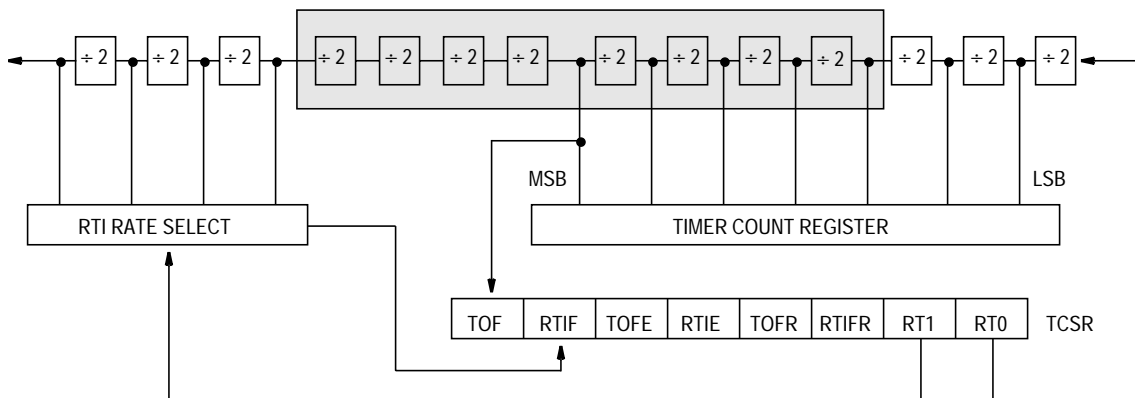 ÷ 2 ÷ 2 ÷ 2 ÷ 2 ÷ 2 ÷ 2 ÷ 2 ÷ 2 ÷ 2 ÷ 2 ÷ 2 ÷ 2 ÷ 2 ÷ 2
MSB LSB
RTI RATE SELECT TIMER COUNT REGISTER
TOF RTIF TOFE RTIE TOFR RTIFR RT1 RT0 TCSR